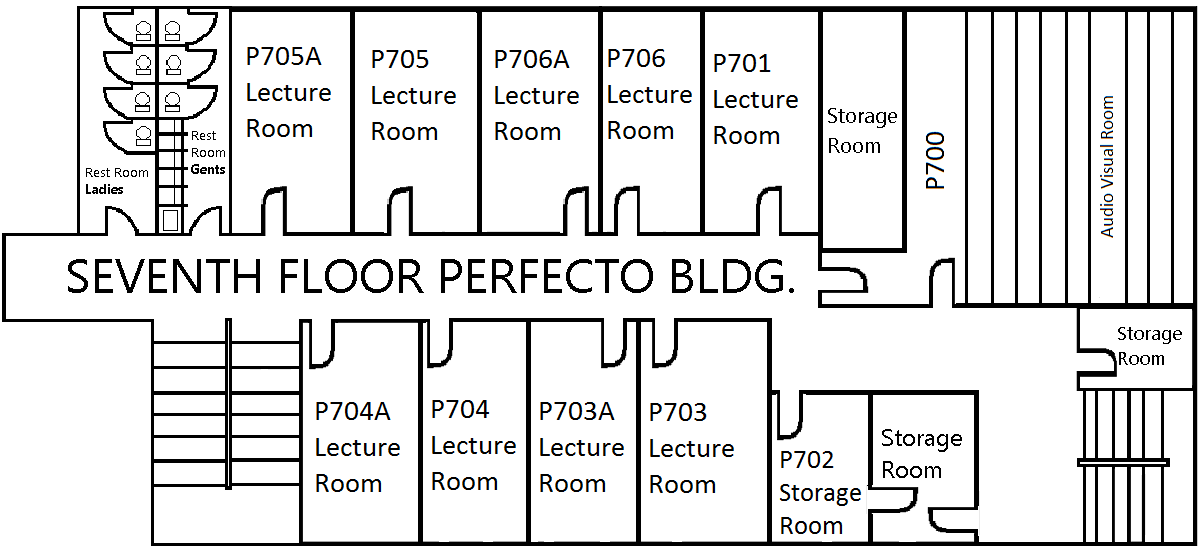 P705A
Lecture
Room
P705
Lecture
Room
P706A
Lecture
Room
P706
Lecture
Room
P701
Lecture
Room
Storage
Room
P700
Audio Visual Room
Rest Room
Ladies
Rest
Room
Gents
SEVENTH FLOOR PERFECTO BLDG.
Storage
Room
P704A
Lecture
Room
P704
Lecture
Room
P703A
Lecture
Room
P703
Lecture
Room
P702
Storage
Room
Storage
Room